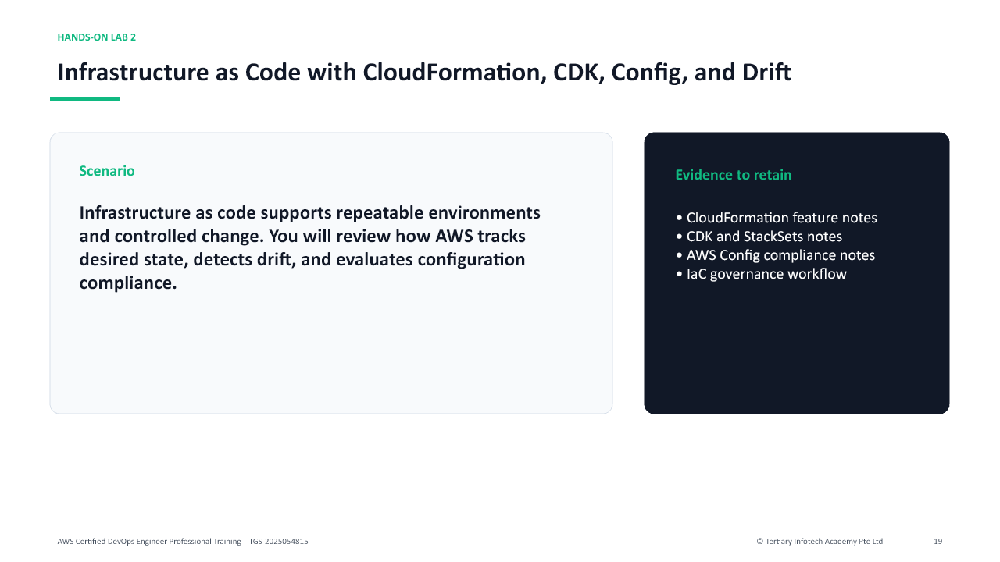 HANDS-ON LAB 2
Infrastructure as Code with CloudFormation, CDK, Config, and Drift
Scenario
Infrastructure as code supports repeatable environments
and controlled change. You will review how AWS tracks
desired state, detects drift, and evaluates configuration
compliance.
Evidence to retain
• CloudFormation feature notes
• CDK and StackSets notes
• AWS Config compliance notes
• IaC governance workflow
AWS Certified DevOps Engineer Professional Training | TGS-2025054815
© Tertiary Infotech Academy Pte Ltd
19